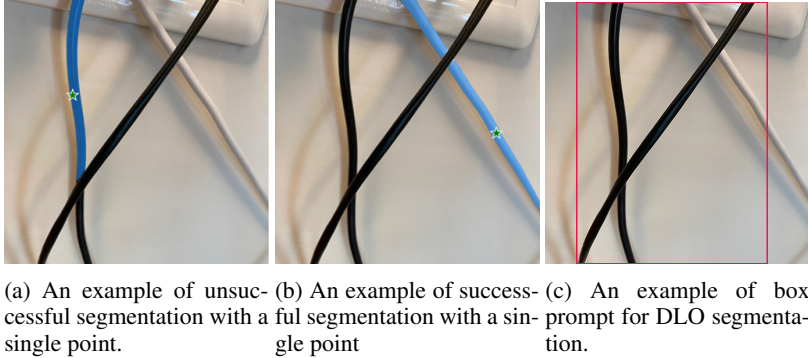 (a) An example of unsuc-
cessful segmentation with a
single point.
(b) An example of success-
ful segmentation with a sin-
gle point
(c) An example of box
prompt for DLO segmenta-
tion.